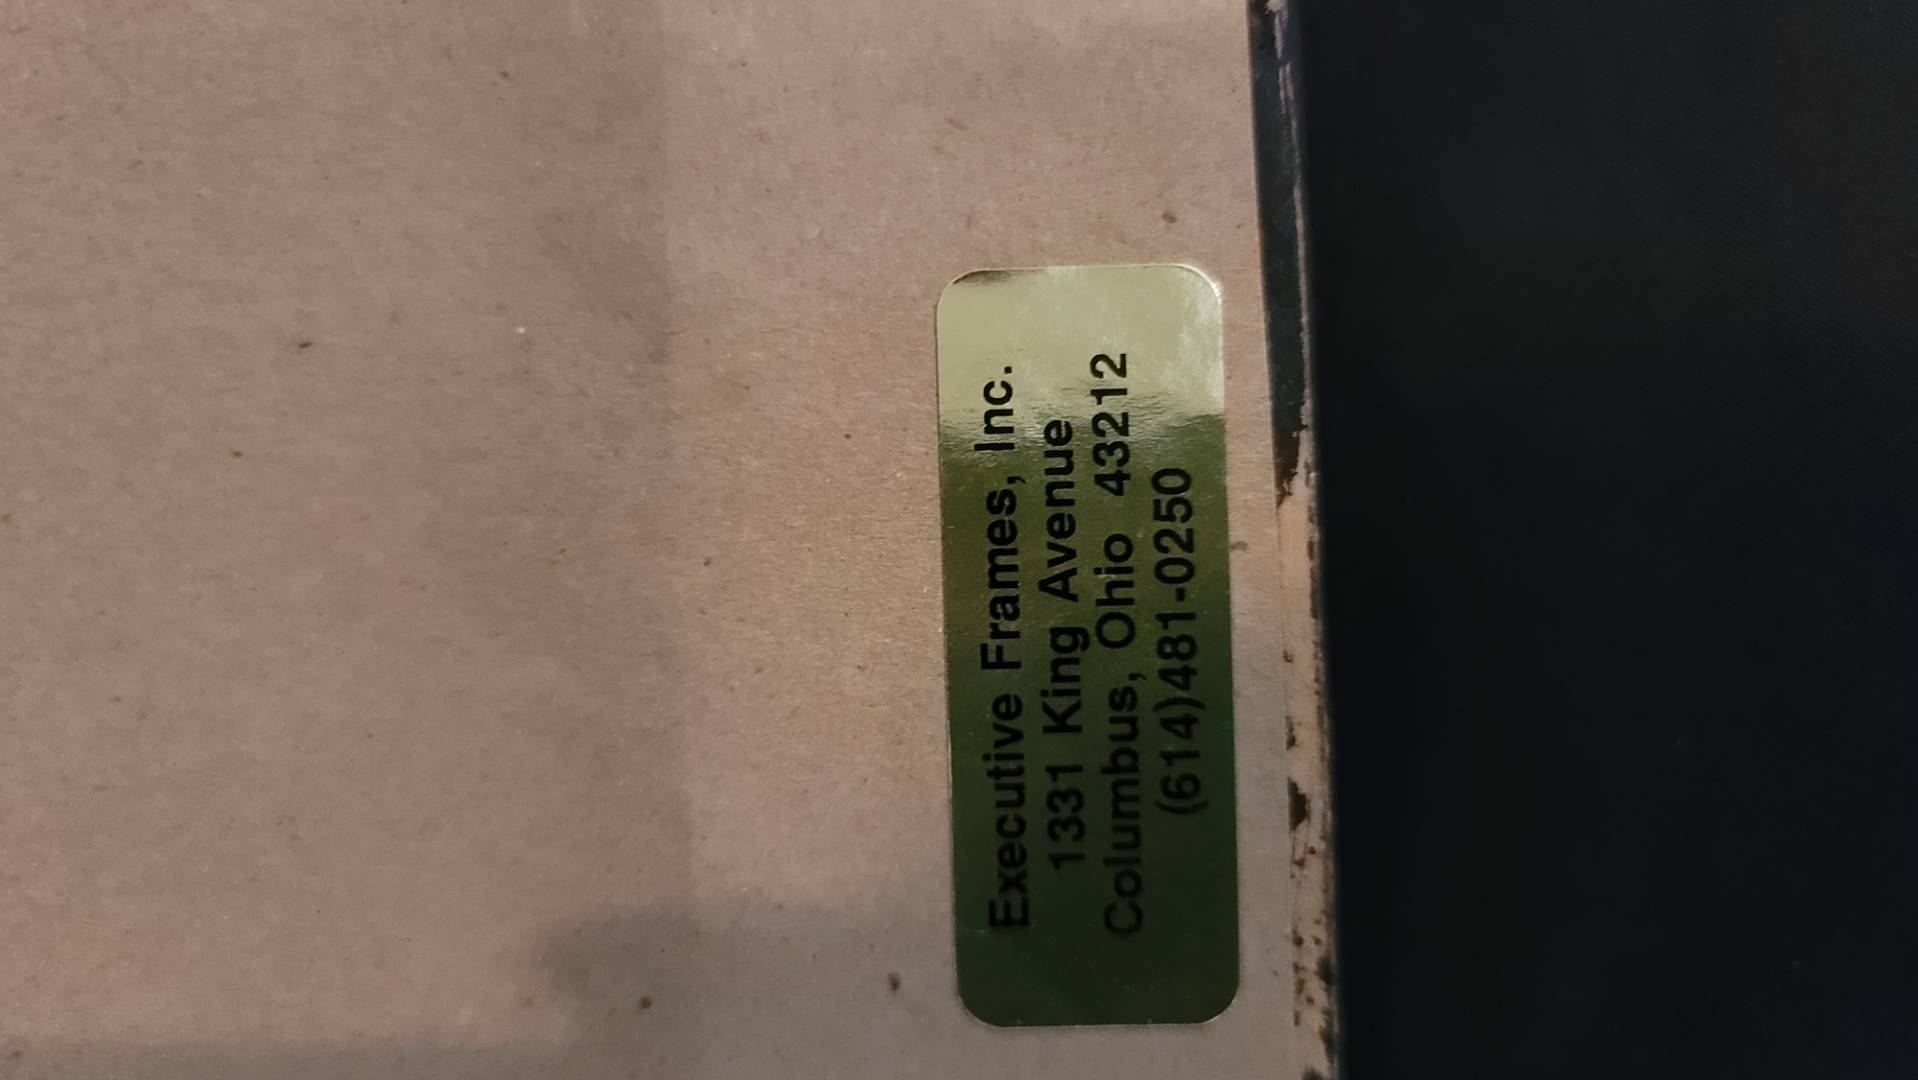 Executive Frames, Inc.
1331 King Avenue
Columbus, Ohio 43212
(614)481-0250